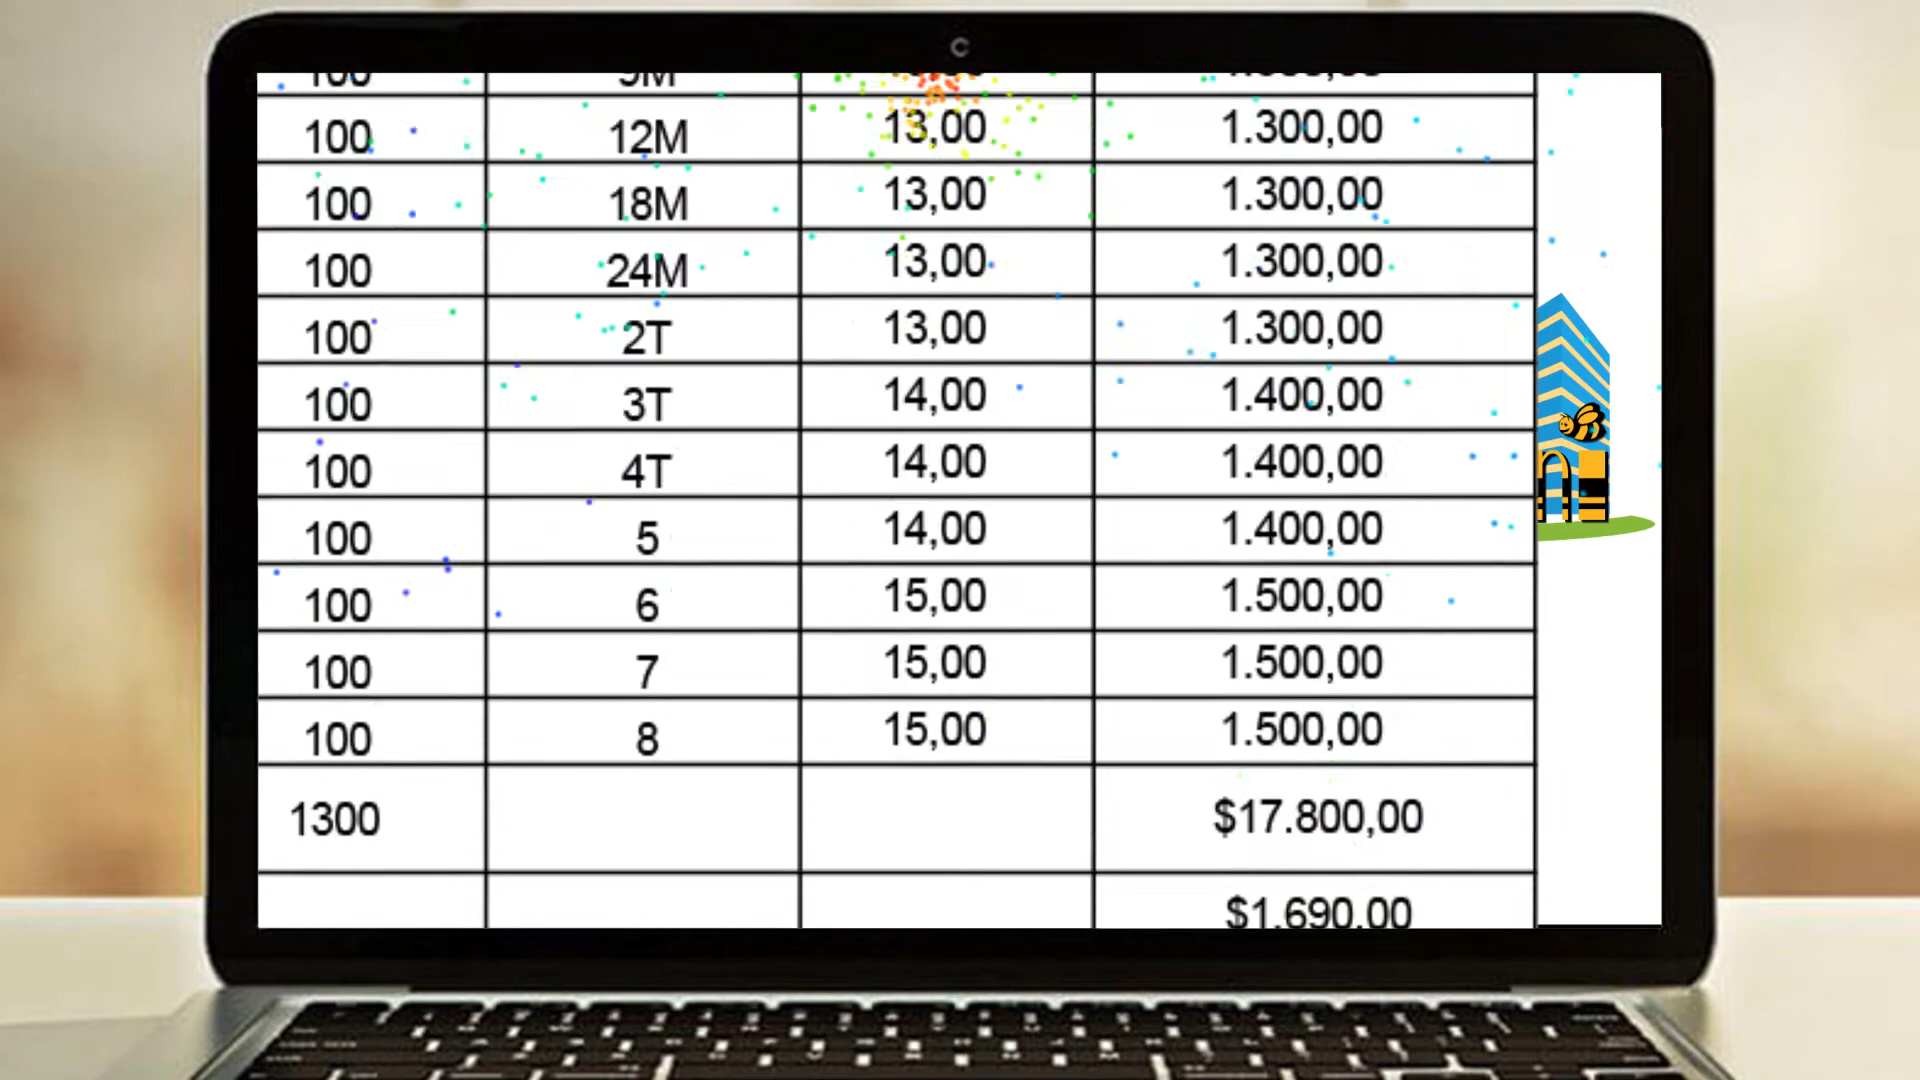 100 9M
100 12M 13,00 1.300,00
100 18M 13,00 1.300,00
100 24M 13,00 1.300,00
100 2T 13,00 1.300,00
100 3T 14,00 1.400,00
100 4T 14,00 1.400,00
100 5 14,00 1.400,00
100 6 15,00 1.500,00
100 7 15,00 1.500,00
100 8 15,00 1.500,00
1300 $17.800,00
$1.690,00